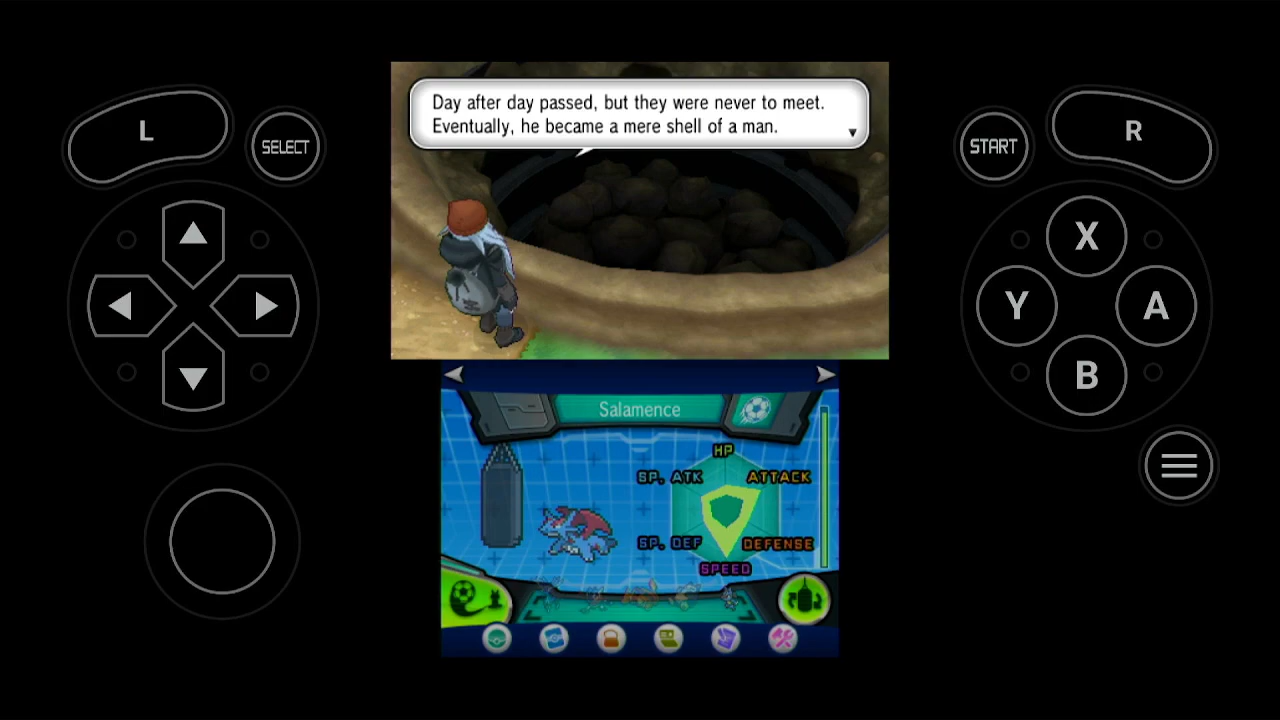 L
SELECT
START
R
Day after day passed, but they were never to meet.
Eventually, he became a mere shell of a man.
X
Y
A
B
Salamence
HP
SP. ATK
ATTACK
SP. DEF
DEFENSE
SPEED